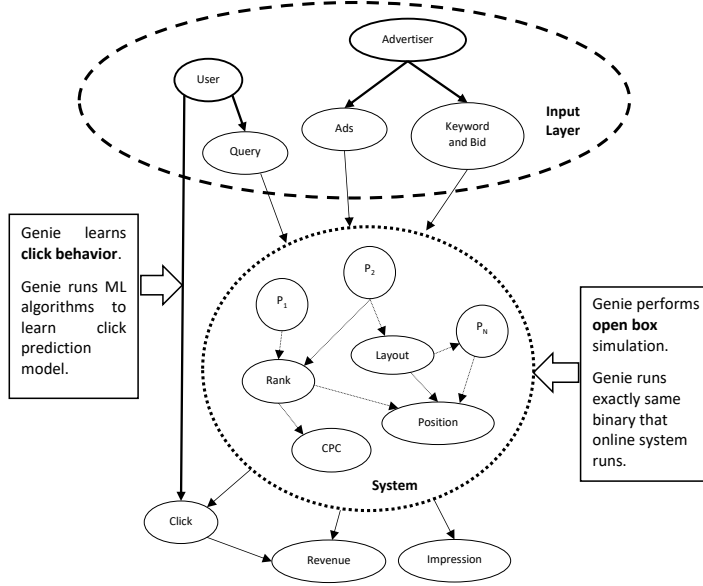 Advertiser
User
Input
Layer
Ads
Keyword
and Bid
Query
Genie learns
click behavior.
Genie runs ML
algorithms to
learn click
prediction
model.
P2
P1
PN
Layout
Rank
Position
CPC
System
Genie performs
open box
simulation.
Genie runs
exactly same
binary that
online system
runs.
Click
Revenue
Impression